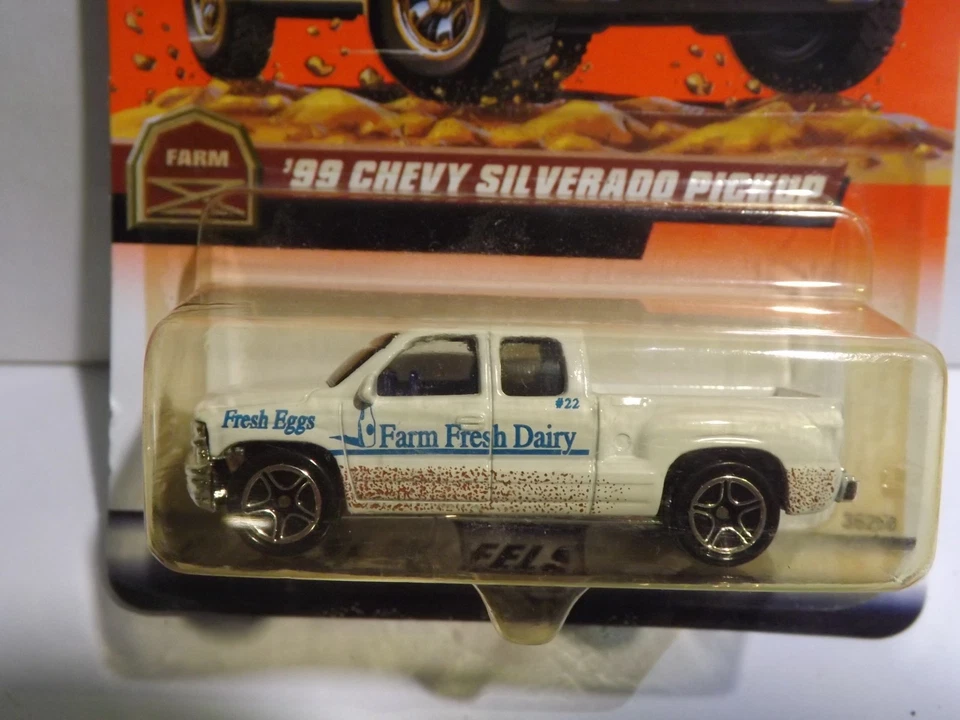 FARM
'99 CHEVY SILVERADO PICKUP
#22
Fresh Eggs
Farm Fresh Dairy